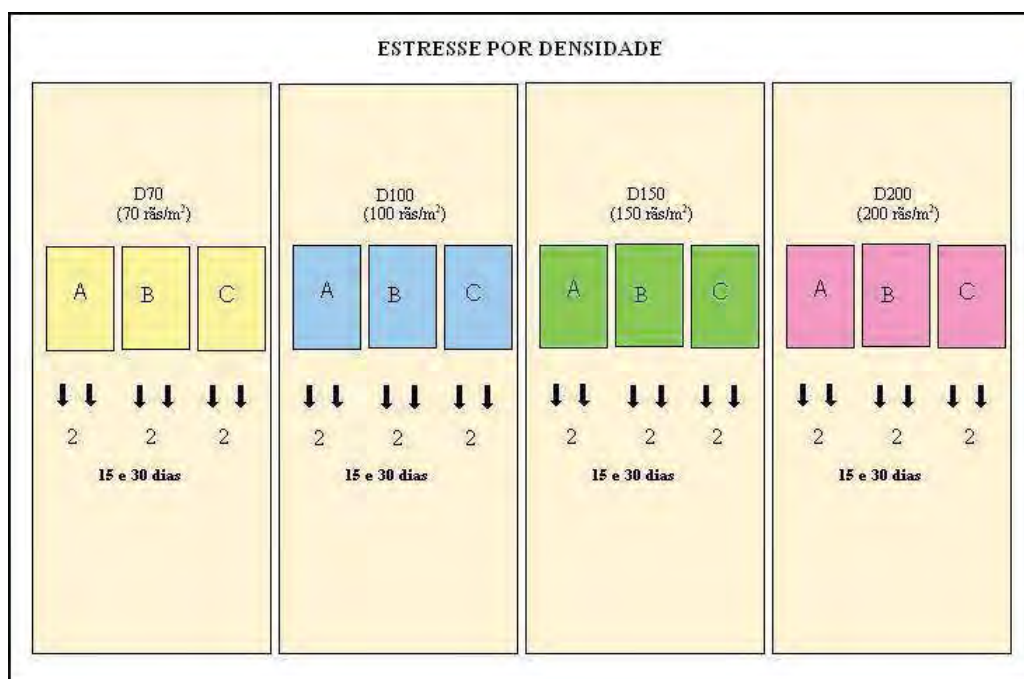 ESTRESSE POR DENSIDADE
D70
(70 rãs/m²)
A B C
2 2 2
15 e 30 dias
D100
(100 rãs/m²)
A B C
2 2 2
15 e 30 dias
D150
(150 rãs/m²)
A B C
2 2 2
15 e 30 dias
D200
(200 rãs/m²)
A B C
2 2 2
15 e 30 dias